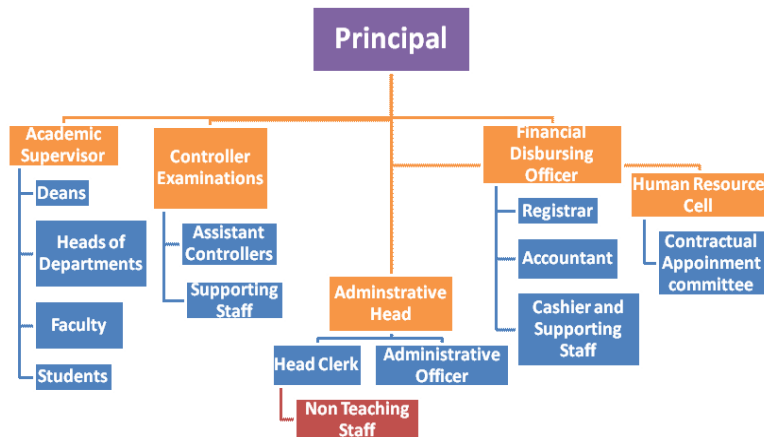 Principal
Academic
Supervisor
Deans
Heads of
Departments
Faculty
Students
Controller
Examinations
Assistant
Controllers
Supporting
Staff
Adminstrative
Head
Head Clerk
Administrative
Officer
Non Teaching
Staff
Financial
Disbursing
Officer
Registrar
Accountant
Cashier and
Supporting
Staff
Human Resource
Cell
Contractual
Appoinment
committee